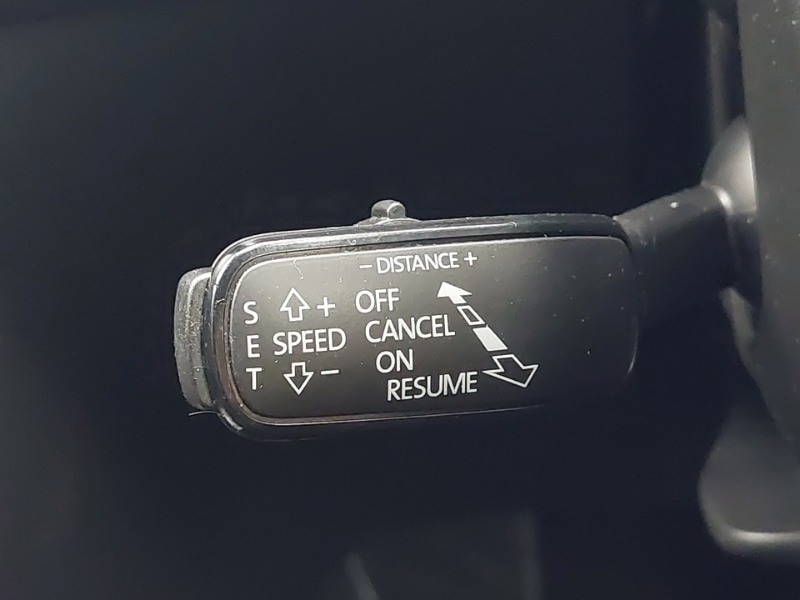 − DISTANCE +
S + OFF
E SPEED CANCEL
T − ON
RESUME